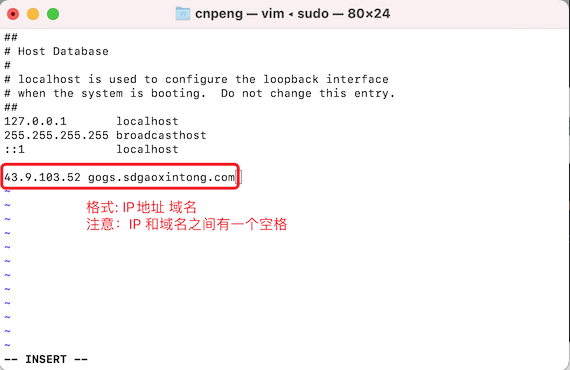 cnpeng — vim ◂ sudo — 80×24
##
# Host Database
#
# localhost is used to configure the loopback interface
# when the system is booting.  Do not change this entry.
##
127.0.0.1       localhost
255.255.255.255 broadcasthost
::1             localhost
43.9.103.52 gogs.sdgaoxintong.com
~
格式: IP地址 域名
~
注意：IP 和域名之间有一个空格
~
~
~
~
~
~
~
~
~
~
-- INSERT --